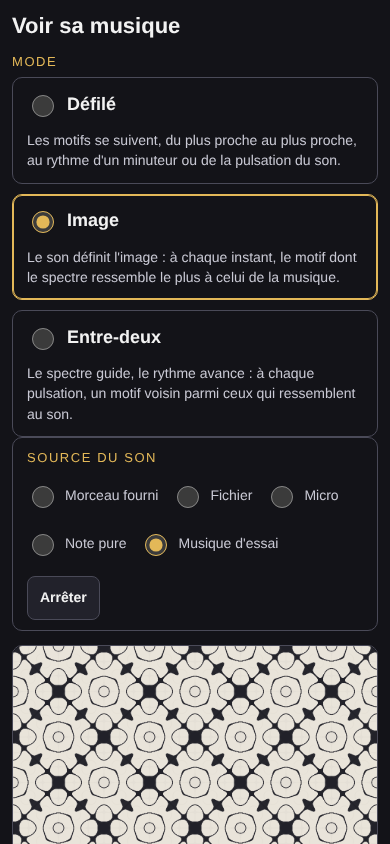 Voir sa musique
MODE
Défilé
Les motifs se suivent, du plus proche au plus proche,
au rythme d'un minuteur ou de la pulsation du son.
Image
Le son définit l'image : à chaque instant, le motif dont
le spectre ressemble le plus à celui de la musique.
Entre-deux
Le spectre guide, le rythme avance : à chaque
pulsation, un motif voisin parmi ceux qui ressemblent
au son.
SOURCE DU SON
Morceau fourni Fichier Micro
Note pure Musique d'essai
Arrêter